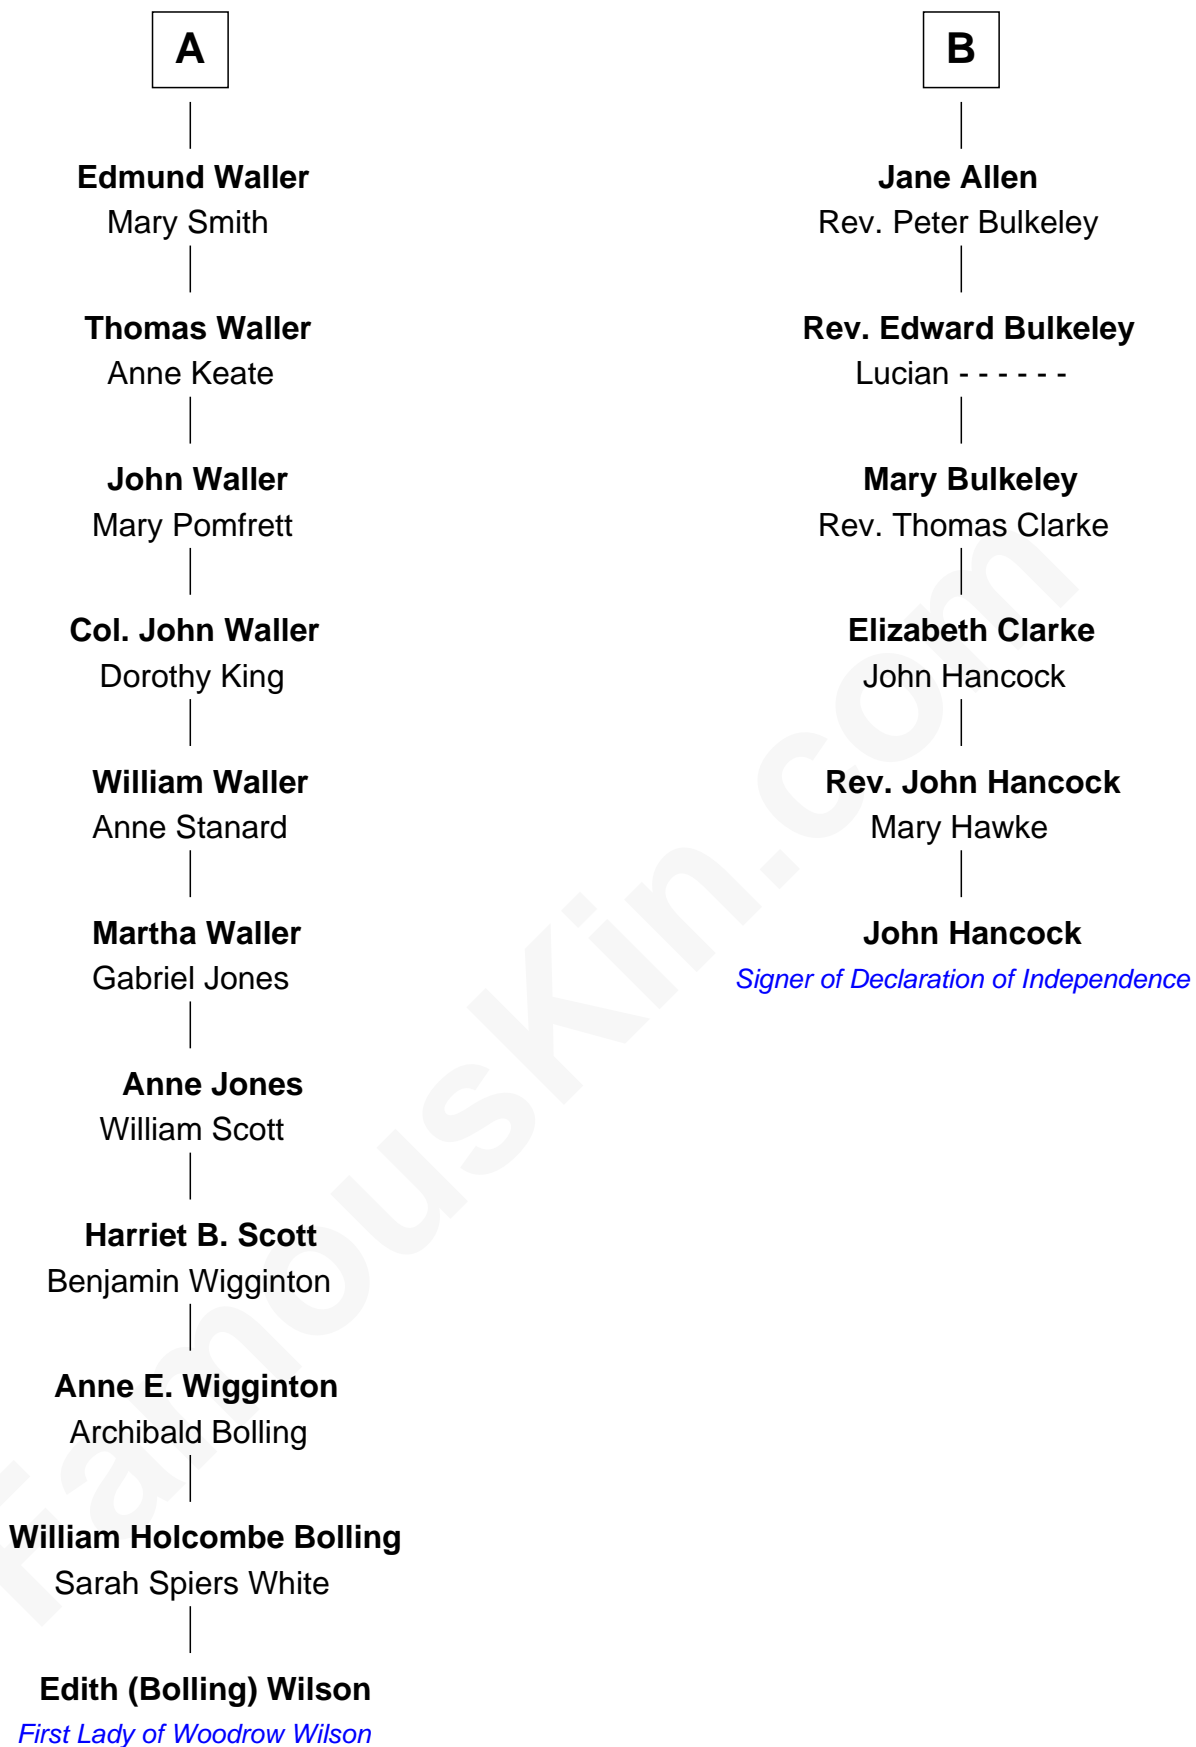 A
Edmund Waller
Mary Smith
Thomas Waller
Anne Keate
John Waller
Mary Pomfrett
Col. John Waller
Dorothy King
William Waller
Anne Stanard
Martha Waller
Gabriel Jones
Anne Jones
William Scott
Harriet B. Scott
Benjamin Wigginton
Anne E. Wigginton
Archibald Bolling
William Holcombe Bolling
Sarah Spiers White
Edith (Bolling) Wilson
First Lady of Woodrow Wilson
B
Jane Allen
Rev. Peter Bulkeley
Rev. Edward Bulkeley
Lucian - - - - - -
Mary Bulkeley
Rev. Thomas Clarke
Elizabeth Clarke
John Hancock
Rev. John Hancock
Mary Hawke
John Hancock
Signer of Declaration of Independence
FamousKin.com